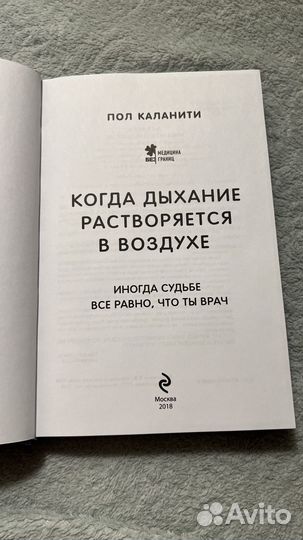 ПОЛ КАЛАНИТИ
МЕДИЦИНА
БЕЗ ГРАНИЦ
КОГДА ДЫХАНИЕ
РАСТВОРЯЕТСЯ
В ВОЗДУХЕ
ИНОГДА СУДЬБЕ
ВСЕ РАВНО, ЧТО ТЫ ВРАЧ
Москва
2018
Avito